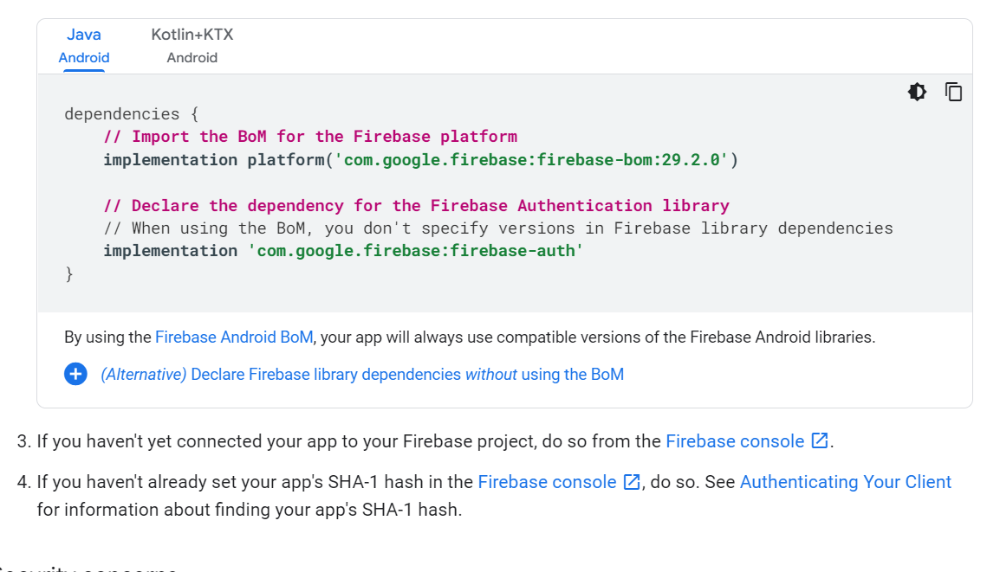 Java
Android
Kotlin+KTX
Android
dependencies {
    // Import the BoM for the Firebase platform
    implementation platform('com.google.firebase:firebase-bom:29.2.0')
    // Declare the dependency for the Firebase Authentication library
    // When using the BoM, you don't specify versions in Firebase library dependencies
    implementation 'com.google.firebase:firebase-auth'
}
By using the Firebase Android BoM, your app will always use compatible versions of the Firebase Android libraries.
(Alternative) Declare Firebase library dependencies without using the BoM
3. If you haven't yet connected your app to your Firebase project, do so from the Firebase console.
4. If you haven't already set your app's SHA-1 hash in the Firebase console, do so. See Authenticating Your Client
for information about finding your app's SHA-1 hash.